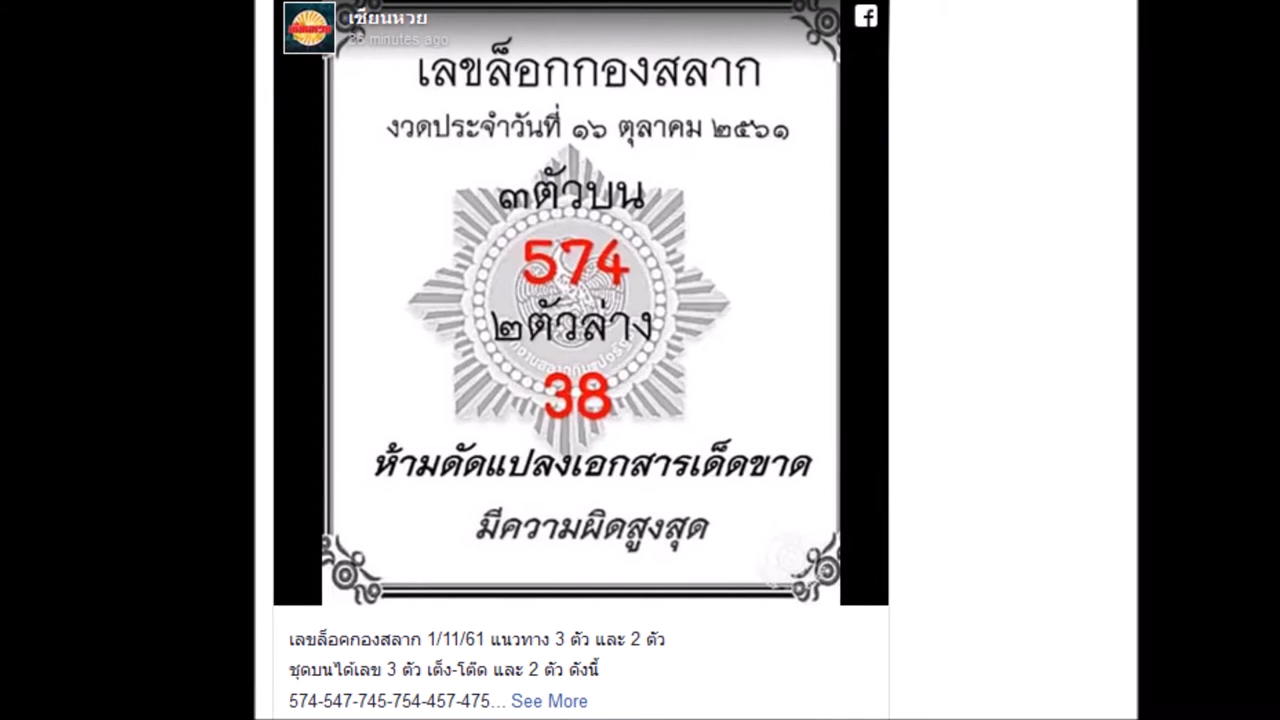 เซียนหวย
26 minutes ago
เลขล็อกกองสลาก
งวดประจำวันที่ ๑๖ ตุลาคม ๒๕๖๑
๓ตัวบน
574
๒ตัวล่าง
38
ห้ามดัดแปลงเอกสารเด็ดขาด
มีความผิดสูงสุด
เลขล็อคกองสลาก 1/11/61 แนวทาง 3 ตัว และ 2 ตัว
ชุดบนได้เลข 3 ตัว เต็ง-โต๊ด และ 2 ตัว ดังนี้
574-547-745-754-457-475... See More